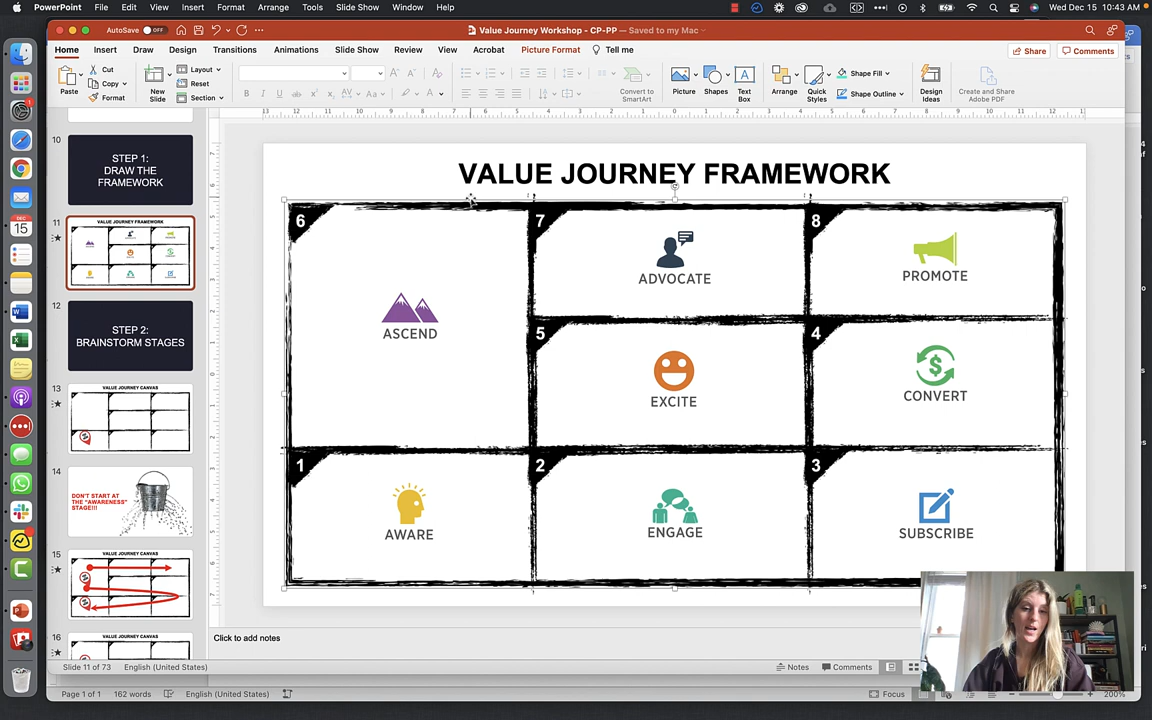 PowerPoint File Edit View Insert Format Arrange Tools Slide Show Window Help Wed Dec 15 10:43 AM
AutoSave OFF Value Journey Workshop - CP-PP — Saved to my Mac
Home Insert Draw Design Transitions Animations Slide Show Review View Acrobat Picture Format Tell me Share Comments
Paste Cut Copy Format New Slide Layout Reset Section Convert to SmartArt Picture Shapes Text Box Arrange Quick Styles Shape Fill Shape Outline Design Ideas Create and Share Adobe PDF
10
STEP 1:
DRAW THE
FRAMEWORK
11
VALUE JOURNEY FRAMEWORK
12
STEP 2:
BRAINSTORM STAGES
13
VALUE JOURNEY CANVAS
14
DON'T START AT
THE "AWARENESS"
STAGE!!!
15
VALUE JOURNEY CANVAS
16
VALUE JOURNEY CANVAS
VALUE JOURNEY FRAMEWORK
6
ASCEND
7
ADVOCATE
8
PROMOTE
5
EXCITE
4
CONVERT
1
AWARE
2
ENGAGE
3
SUBSCRIBE
Click to add notes
Slide 11 of 73 English (United States) Notes Comments
Page 1 of 1 162 words English (United States) Focus 200%